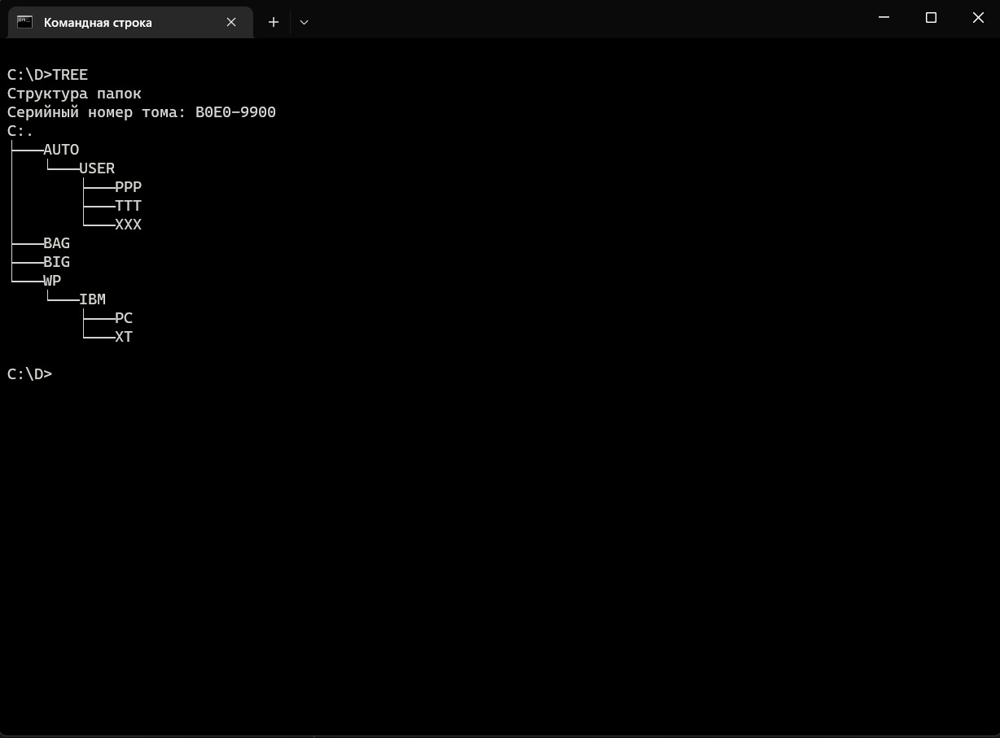 Командная строка
C:\D>TREE
Структура папок
Серийный номер тома: B0E0-9900
C:.
├───AUTO
│   └───USER
│       ├───PPP
│       ├───TTT
│       └───XXX
├───BAG
├───BIG
└───WP
    └───IBM
        ├───PC
        └───XT
C:\D>